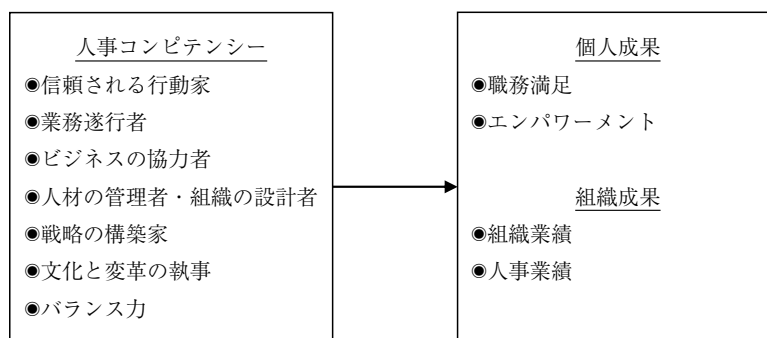 人事コンピテンシー
◉信頼される行動家
◉業務遂行者
◉ビジネスの協力者
◉人材の管理者・組織の設計者
◉戦略の構築家
◉文化と変革の執事
◉バランス力
個人成果
◉職務満足
◉エンパワーメント
組織成果
◉組織業績
◉人事業績